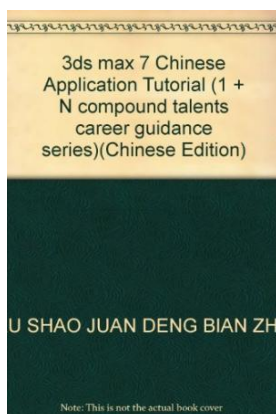 3ds max 7 Chinese
Application Tutorial (1 +
N compound talents
career guidance
series)(Chinese Edition)
U SHAO JUAN DENG BIAN ZH
Note: This is not the actual book cover